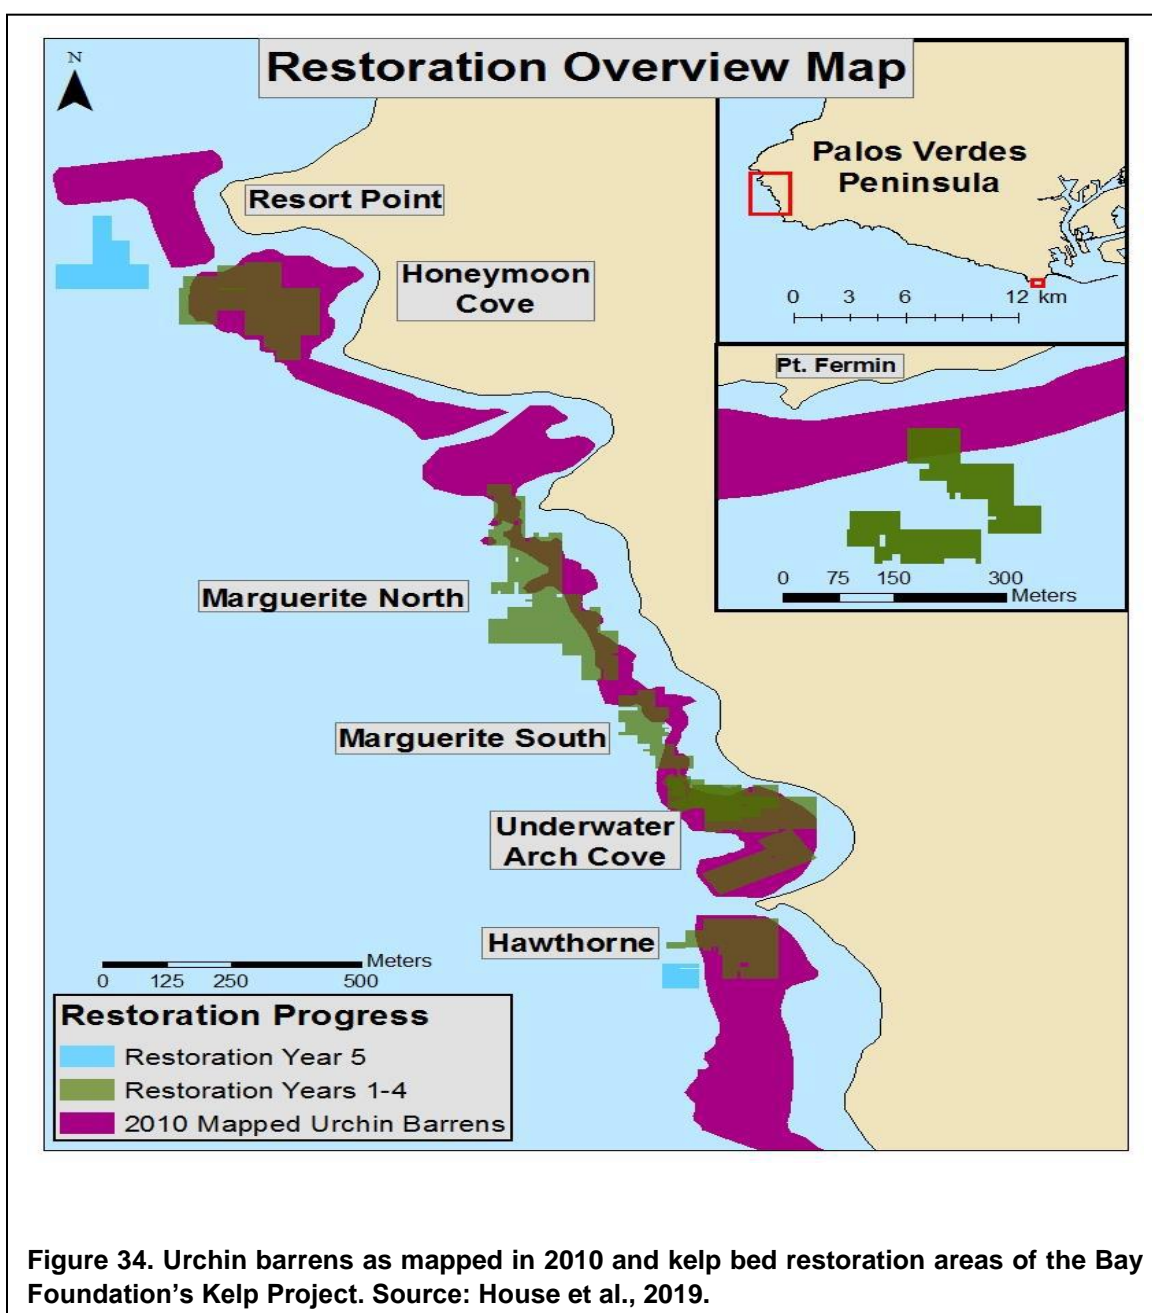 N
Restoration Overview Map
Palos Verdes
Peninsula
Resort Point
Honeymoon
Cove
0 3 6 12 km
Pt. Fermin
0 75 150 300
Meters
Marguerite North
Marguerite South
Underwater
Arch Cove
Hawthorne
Meters
0 125 250 500
Restoration Progress
Restoration Year 5
Restoration Years 1-4
2010 Mapped Urchin Barrens
Figure 34. Urchin barrens as mapped in 2010 and kelp bed restoration areas of the Bay
Foundation's Kelp Project. Source: House et al., 2019.